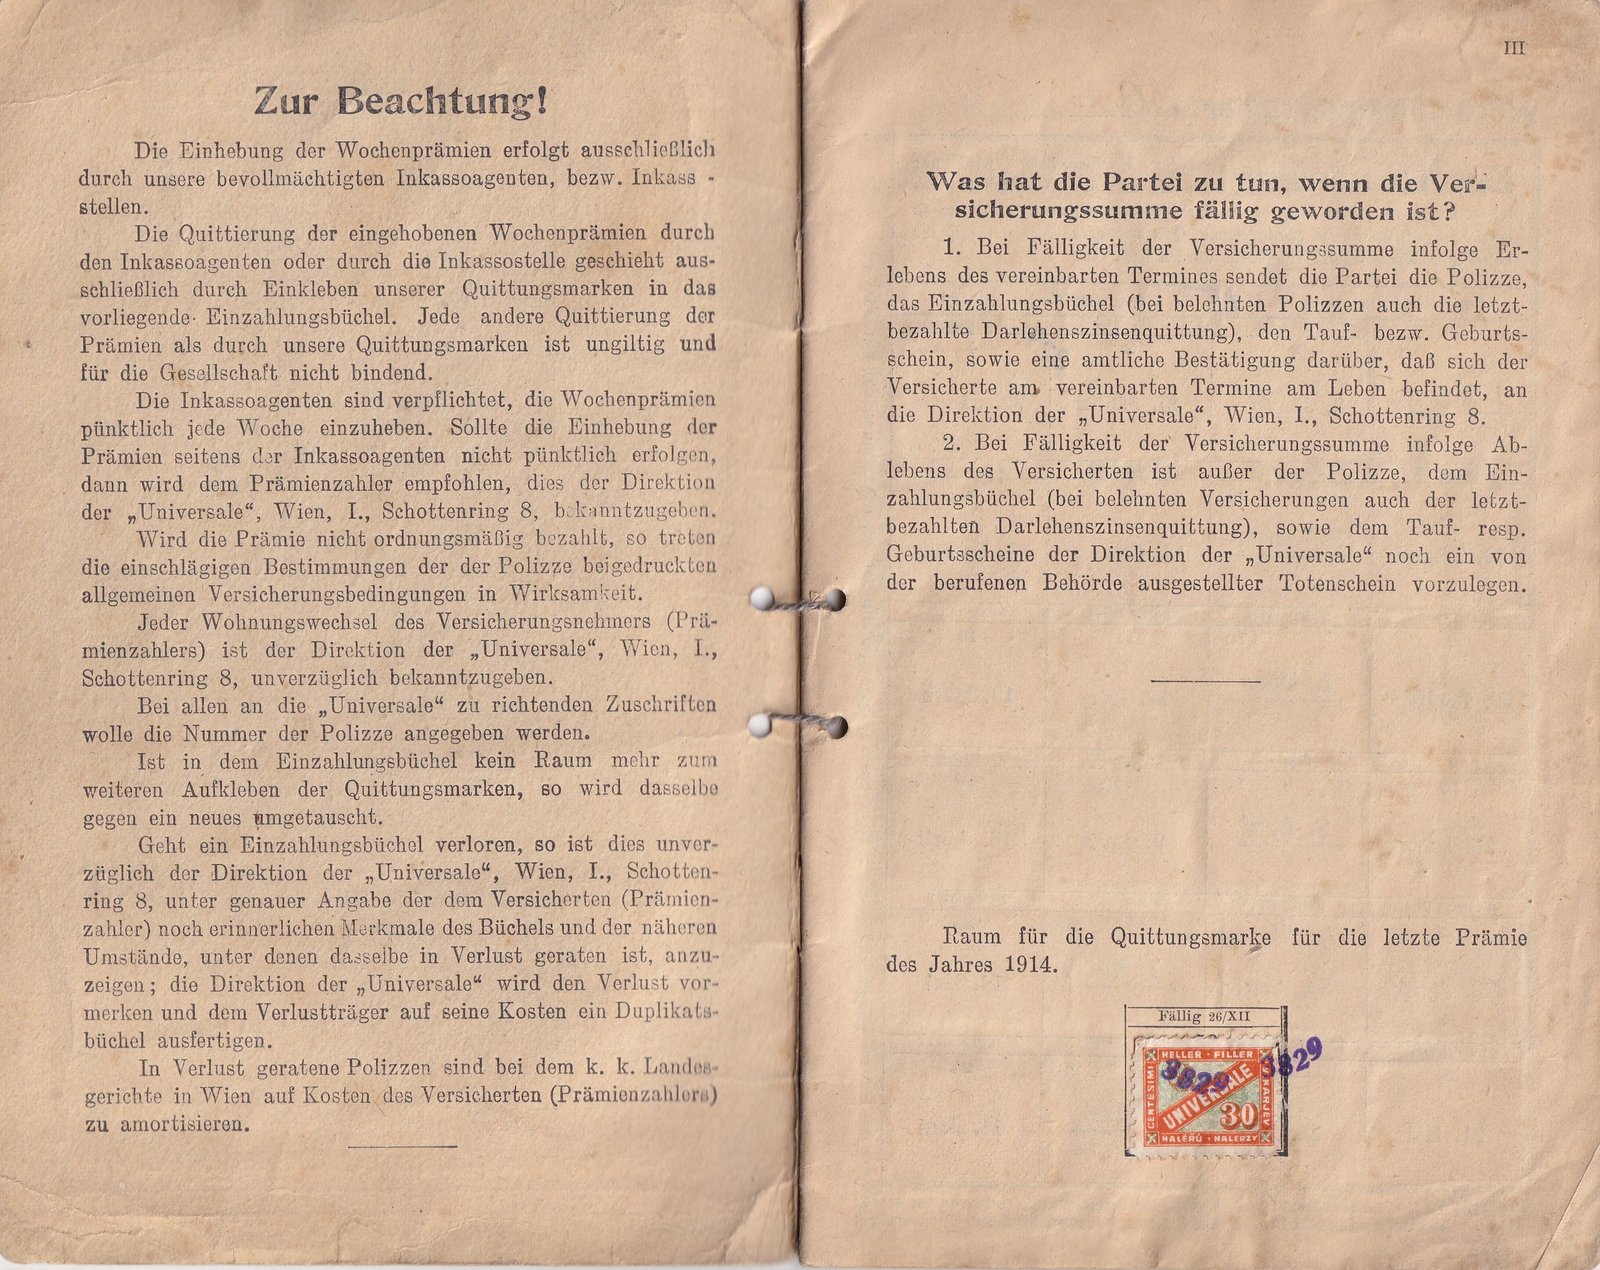 Zur Beachtung!
Die Einhebung der Wochenprämien erfolgt ausschließlich
durch unsere bevollmächtigten Inkassoagenten, bezw. Inkass -
stellen.
Die Quittierung der eingehobenen Wochenprämien durch
den Inkassoagenten oder durch die Inkassostelle geschieht aus-
schließlich durch Einkleben unserer Quittungsmarken in das
vorliegende Einzahlungsbüchel. Jede andere Quittierung der
Prämien als durch unsere Quittungsmarken ist ungiltig und
für die Gesellschaft nicht bindend.
Die Inkassoagenten sind verpflichtet, die Wochenprämien
pünktlich jede Woche einzuheben. Sollte die Einhebung der
Prämien seitens der Inkassoagenten nicht pünktlich erfolgen,
dann wird dem Prämienzahler empfohlen, dies der Direktion
der „Universale“, Wien, I., Schottenring 8, bekanntzugeben.
Wird die Prämie nicht ordnungsmäßig bezahlt, so treten
die einschlägigen Bestimmungen der der Polizze beigedruckten
allgemeinen Versicherungsbedingungen in Wirksamkeit.
Jeder Wohnungswechsel des Versicherungsnehmers (Prä-
mienzahlers) ist der Direktion der „Universale“, Wien, I.,
Schottenring 8, unverzüglich bekanntzugeben.
Bei allen an die „Universale“ zu richtenden Zuschriften
wolle die Nummer der Polizze angegeben werden.
Ist in dem Einzahlungsbüchel kein Raum mehr zum
weiteren Aufkleben der Quittungsmarken, so wird dasselbe
gegen ein neues umgetauscht.
Geht ein Einzahlungsbüchel verloren, so ist dies unver-
züglich der Direktion der „Universale“, Wien, I., Schotten-
ring 8, unter genauer Angabe der dem Versicherten (Prämien-
zahler) noch erinnerlichen Merkmale des Büchels und der näheren
Umstände, unter denen dasselbe in Verlust geraten ist, anzu-
zeigen; die Direktion der „Universale“ wird den Verlust vor-
merken und dem Verlustträger auf seine Kosten ein Duplikats-
büchel ausfertigen.
In Verlust geratene Polizzen sind bei dem k. k. Landes-
gerichte in Wien auf Kosten des Versicherten (Prämienzahlers)
zu amortisieren.
III
Was hat die Partei zu tun, wenn die Ver-
sicherungssumme fällig geworden ist?
1. Bei Fälligkeit der Versicherungssumme infolge Er-
lebens des vereinbarten Termines sendet die Partei die Polizze,
das Einzahlungsbüchel (bei belehnten Polizzen auch die letzt-
bezahlte Darlehenszinsenquittung), den Tauf- bezw. Geburts-
schein, sowie eine amtliche Bestätigung darüber, daß sich der
Versicherte am vereinbarten Termine am Leben befindet, an
die Direktion der „Universale“, Wien, I., Schottenring 8.
2. Bei Fälligkeit der Versicherungssumme infolge Ab-
lebens des Versicherten ist außer der Polizze, dem Ein-
zahlungsbüchel (bei belehnten Versicherungen auch der letzt-
bezahlten Darlehenszinsenquittung), sowie dem Tauf- resp.
Geburtsscheine der Direktion der „Universale“ noch ein von
der berufenen Behörde ausgestellter Totenschein vorzulegen.
Raum für die Quittungsmarke für die letzte Prämie
des Jahres 1914.
Fällig 26/XII
HELLER · FILLER
CENTESIMI
UNIVERSALE
KARJEV
30
HALÉRŮ · HALERZY
3829
3829